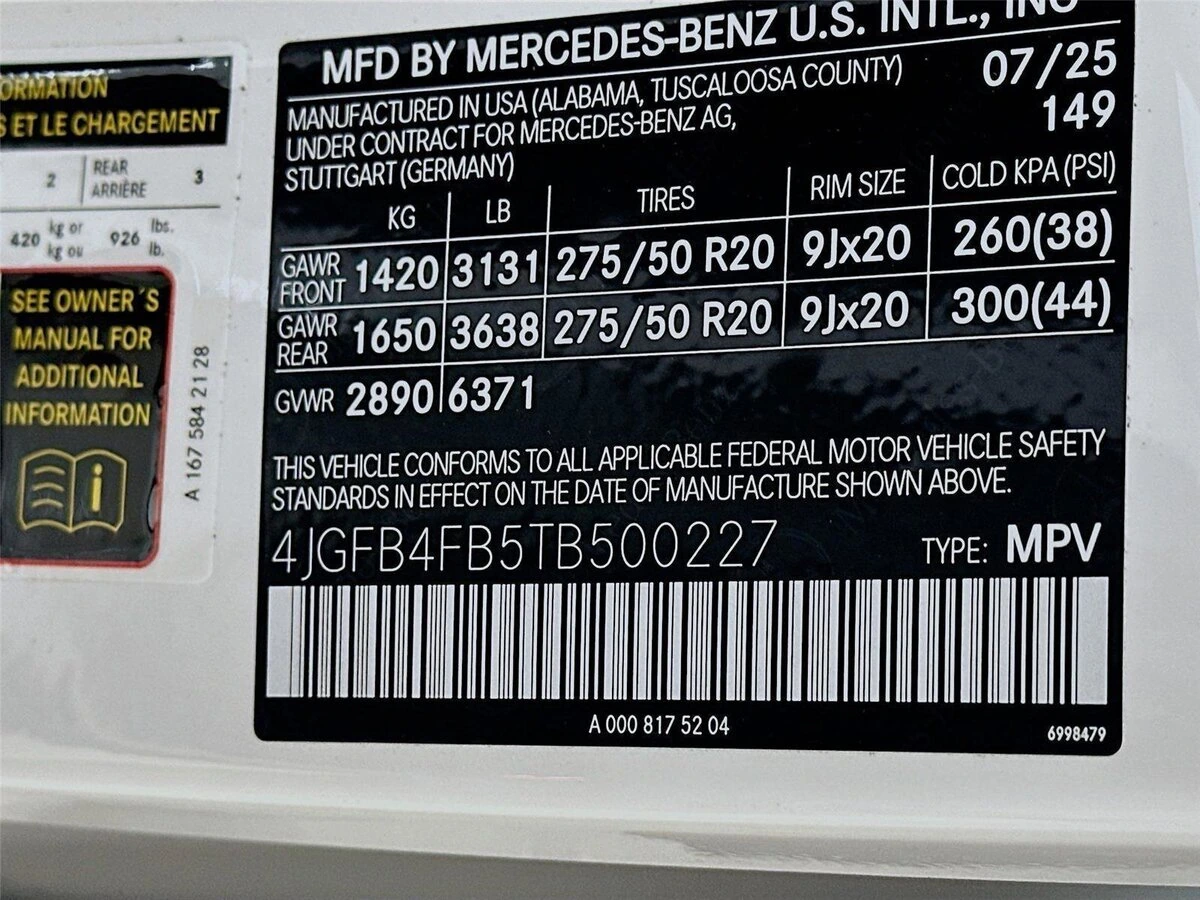 ORMATION
S ET LE CHARGEMENT
2 REAR ARRIÈRE 3
420 kg or kg ou 926 lbs. lb.
SEE OWNER´S
MANUAL FOR
ADDITIONAL
INFORMATION
i
A 167 584 21 28
MFD BY MERCEDES-BENZ U.S. INTL., INC
MANUFACTURED IN USA (ALABAMA, TUSCALOOSA COUNTY) 07/25
UNDER CONTRACT FOR MERCEDES-BENZ AG, 149
STUTTGART (GERMANY)
KG LB TIRES RIM SIZE COLD KPA (PSI)
GAWR FRONT 1420 3131 275/50 R20 9Jx20 260(38)
GAWR REAR 1650 3638 275/50 R20 9Jx20 300(44)
GVWR 2890 6371
THIS VEHICLE CONFORMS TO ALL APPLICABLE FEDERAL MOTOR VEHICLE SAFETY
STANDARDS IN EFFECT ON THE DATE OF MANUFACTURE SHOWN ABOVE.
4JGFB4FB5TB500227 TYPE: MPV
A 000 817 52 04
6998479